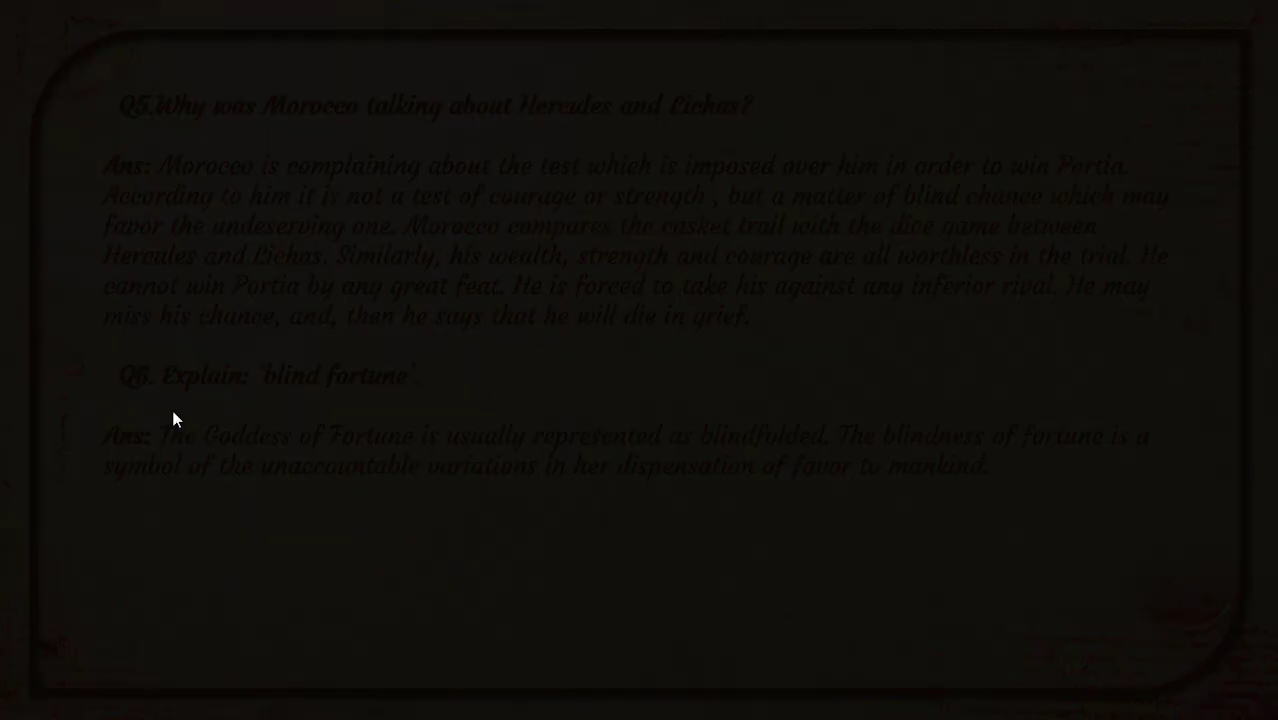 Q5.Why was Morocco talking about Hercules and Lichas?
Ans: Morocco is complaining about the test which is imposed over him in order to win Portia.
According to him it is not a test of courage or strength , but a matter of blind chance which may
favor the undeserving one. Morocco compares the casket trail with the dice game between
Hercules and Lichas. Similarly, his wealth, strength and courage are all worthless in the trial. He
cannot win Portia by any great feat. He is forced to take his against any inferior rival. He may
miss his chance, and, then he says that he will die in grief.
Q6. Explain: 'blind fortune'.
Ans: The Goddess of Fortune is usually represented as blindfolded. The blindness of fortune is a
symbol of the unaccountable variations in her dispensation of favor to mankind.